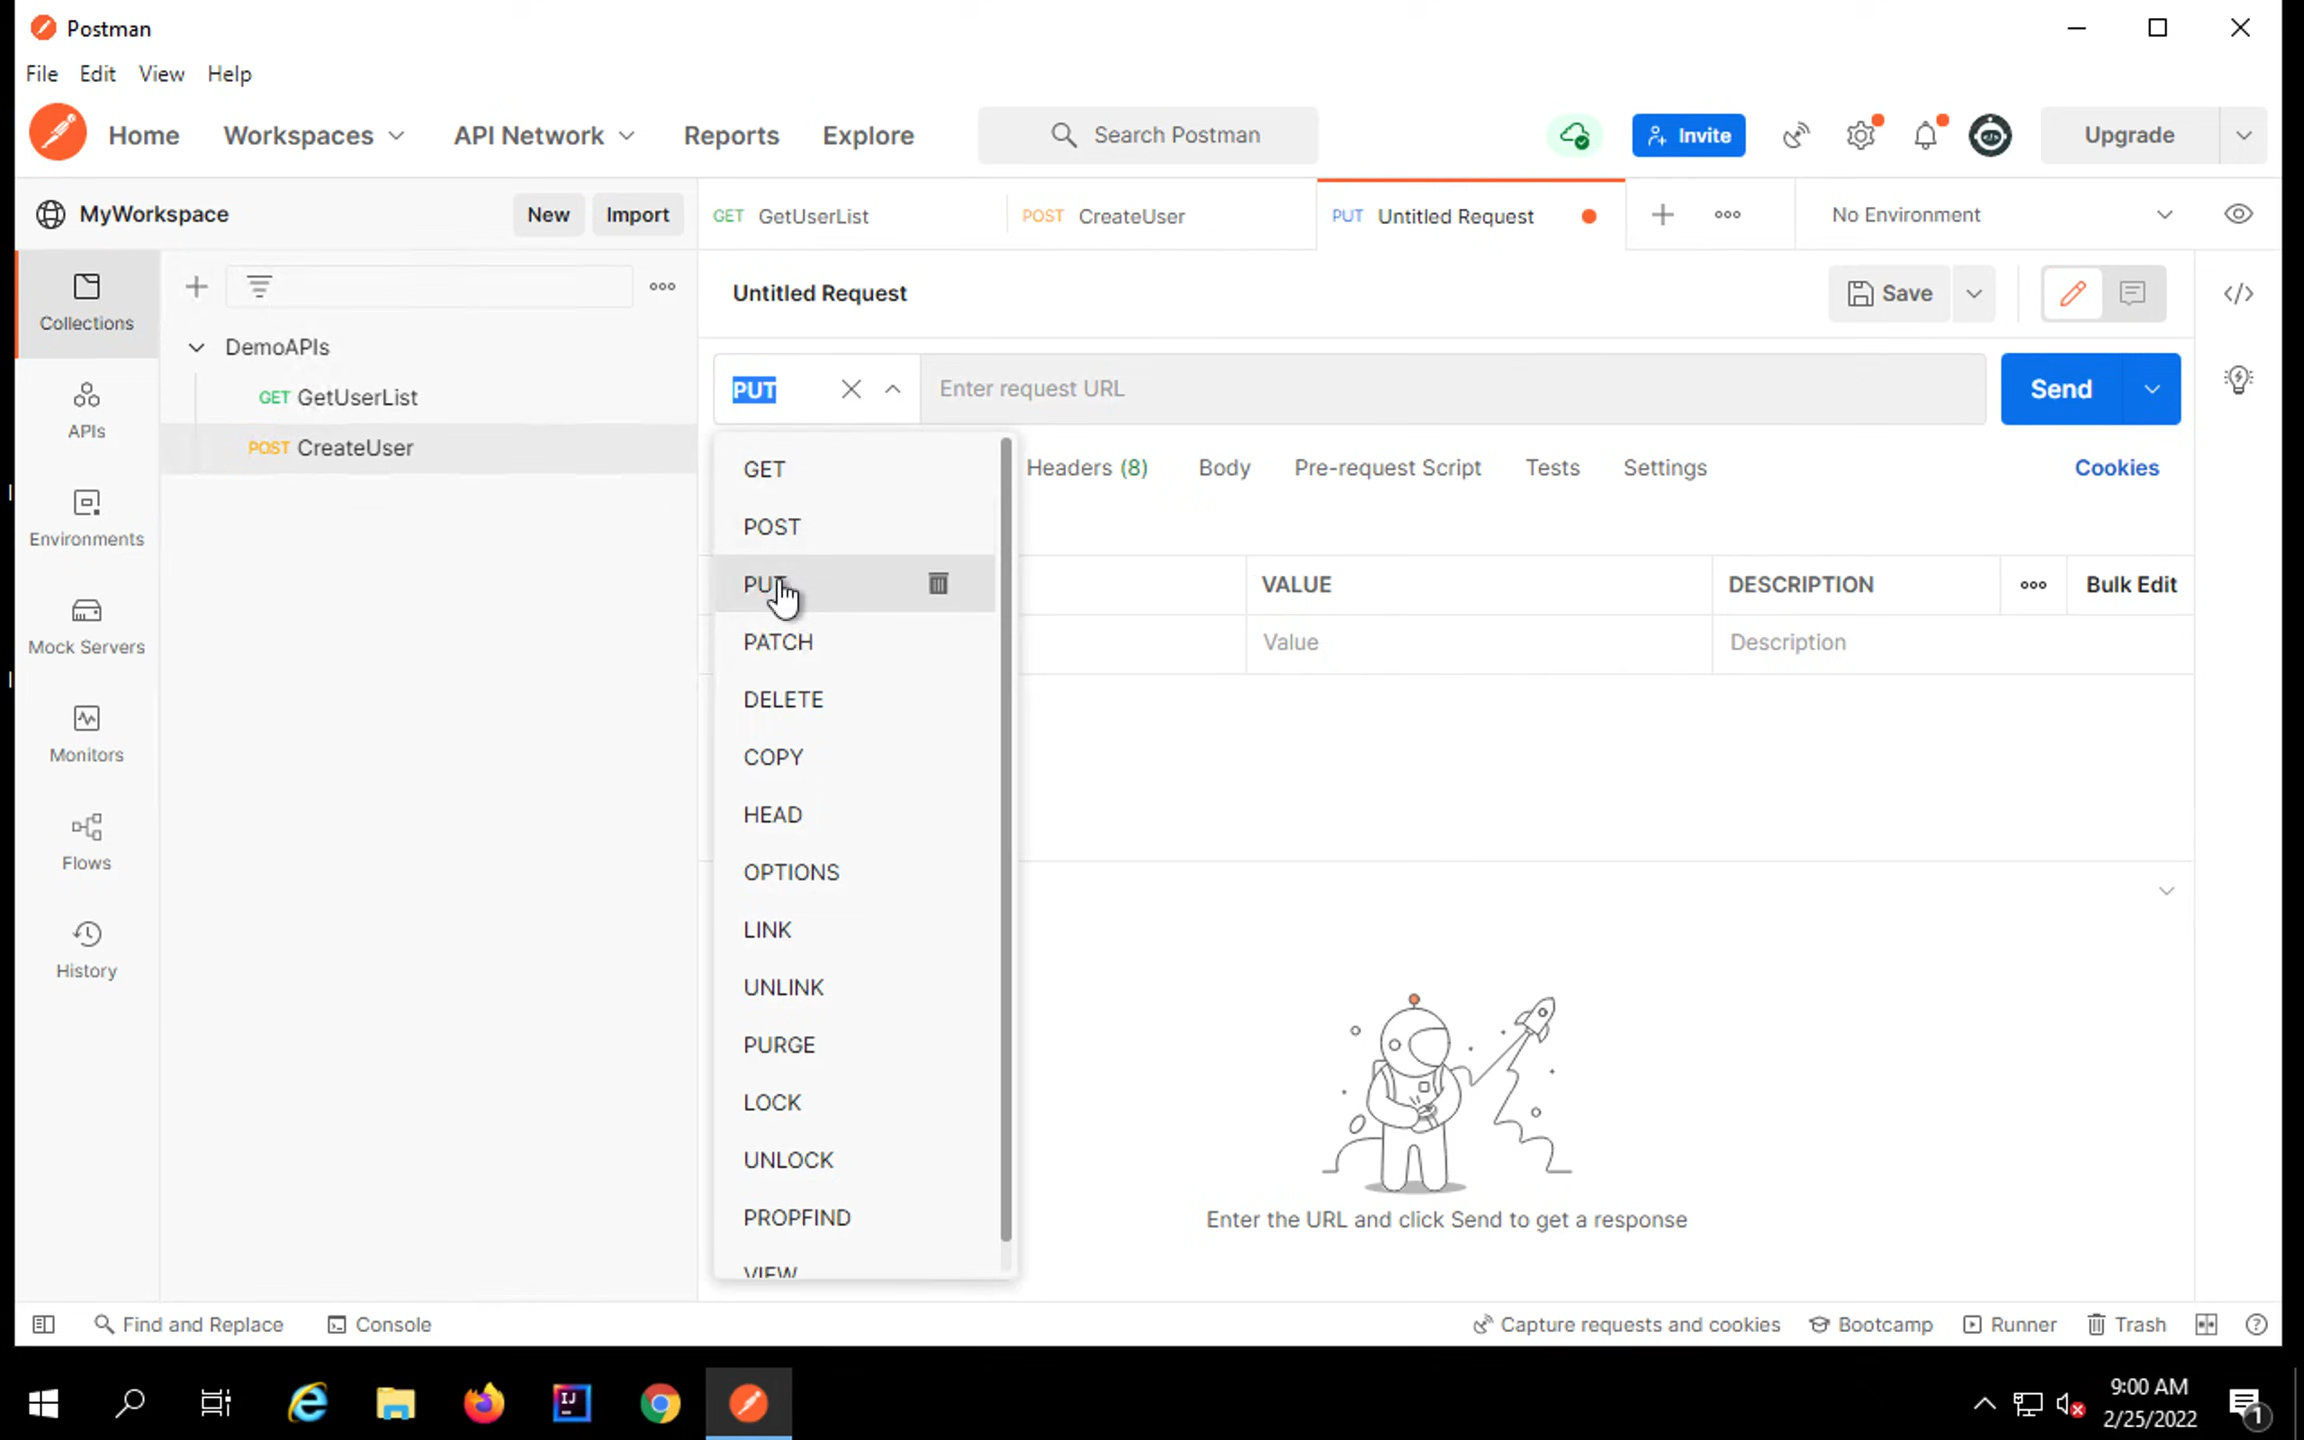 Postman
File Edit View Help
Home Workspaces API Network Reports Explore Search Postman Invite Upgrade
MyWorkspace New Import GET GetUserList POST CreateUser PUT Untitled Request No Environment
Collections
APIs
Environments
Mock Servers
Monitors
Flows
History
DemoAPIs
GET GetUserList
POST CreateUser
Untitled Request Save
PUT Enter request URL Send
Headers (8) Body Pre-request Script Tests Settings Cookies
VALUE DESCRIPTION Bulk Edit
Value Description
GET
POST
PUT
PATCH
DELETE
COPY
HEAD
OPTIONS
LINK
UNLINK
PURGE
LOCK
UNLOCK
PROPFIND
VIEW
Enter the URL and click Send to get a response
Find and Replace Console Capture requests and cookies Bootcamp Runner Trash
9:00 AM
2/25/2022
1